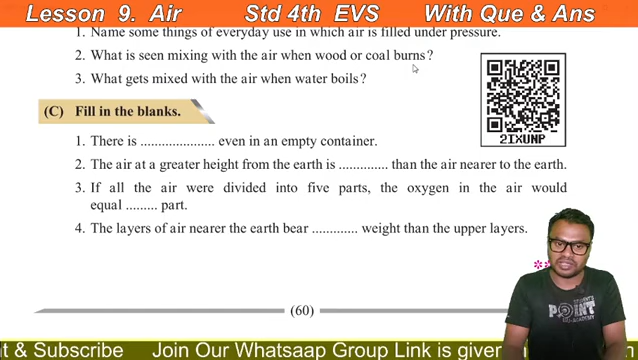 Lesson 9. Air Std 4th EVS With Que & Ans
1. Name some things of everyday use in which air is filled under pressure.
2. What is seen mixing with the air when wood or coal burns?
3. What gets mixed with the air when water boils?
2IXUNP
(C) Fill in the blanks.
1. There is ...................... even in an empty container.
2. The air at a greater height from the earth is .............. than the air nearer to the earth.
3. If all the air were divided into five parts, the oxygen in the air would
equal ......... part.
4. The layers of air nearer the earth bear ............. weight than the upper layers.
**
POINT
(60)
t & Subscribe Join Our Whatsaap Group Link is given